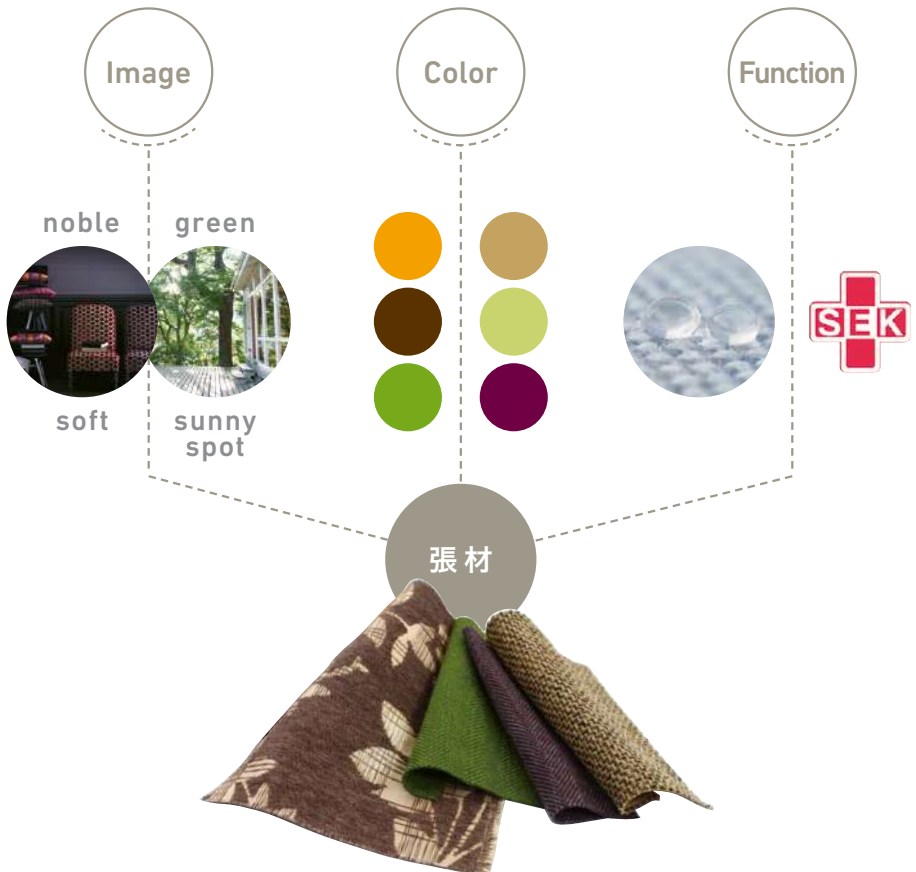 Image
Color
Function
noble
green
soft
sunny
spot
SEK
張材